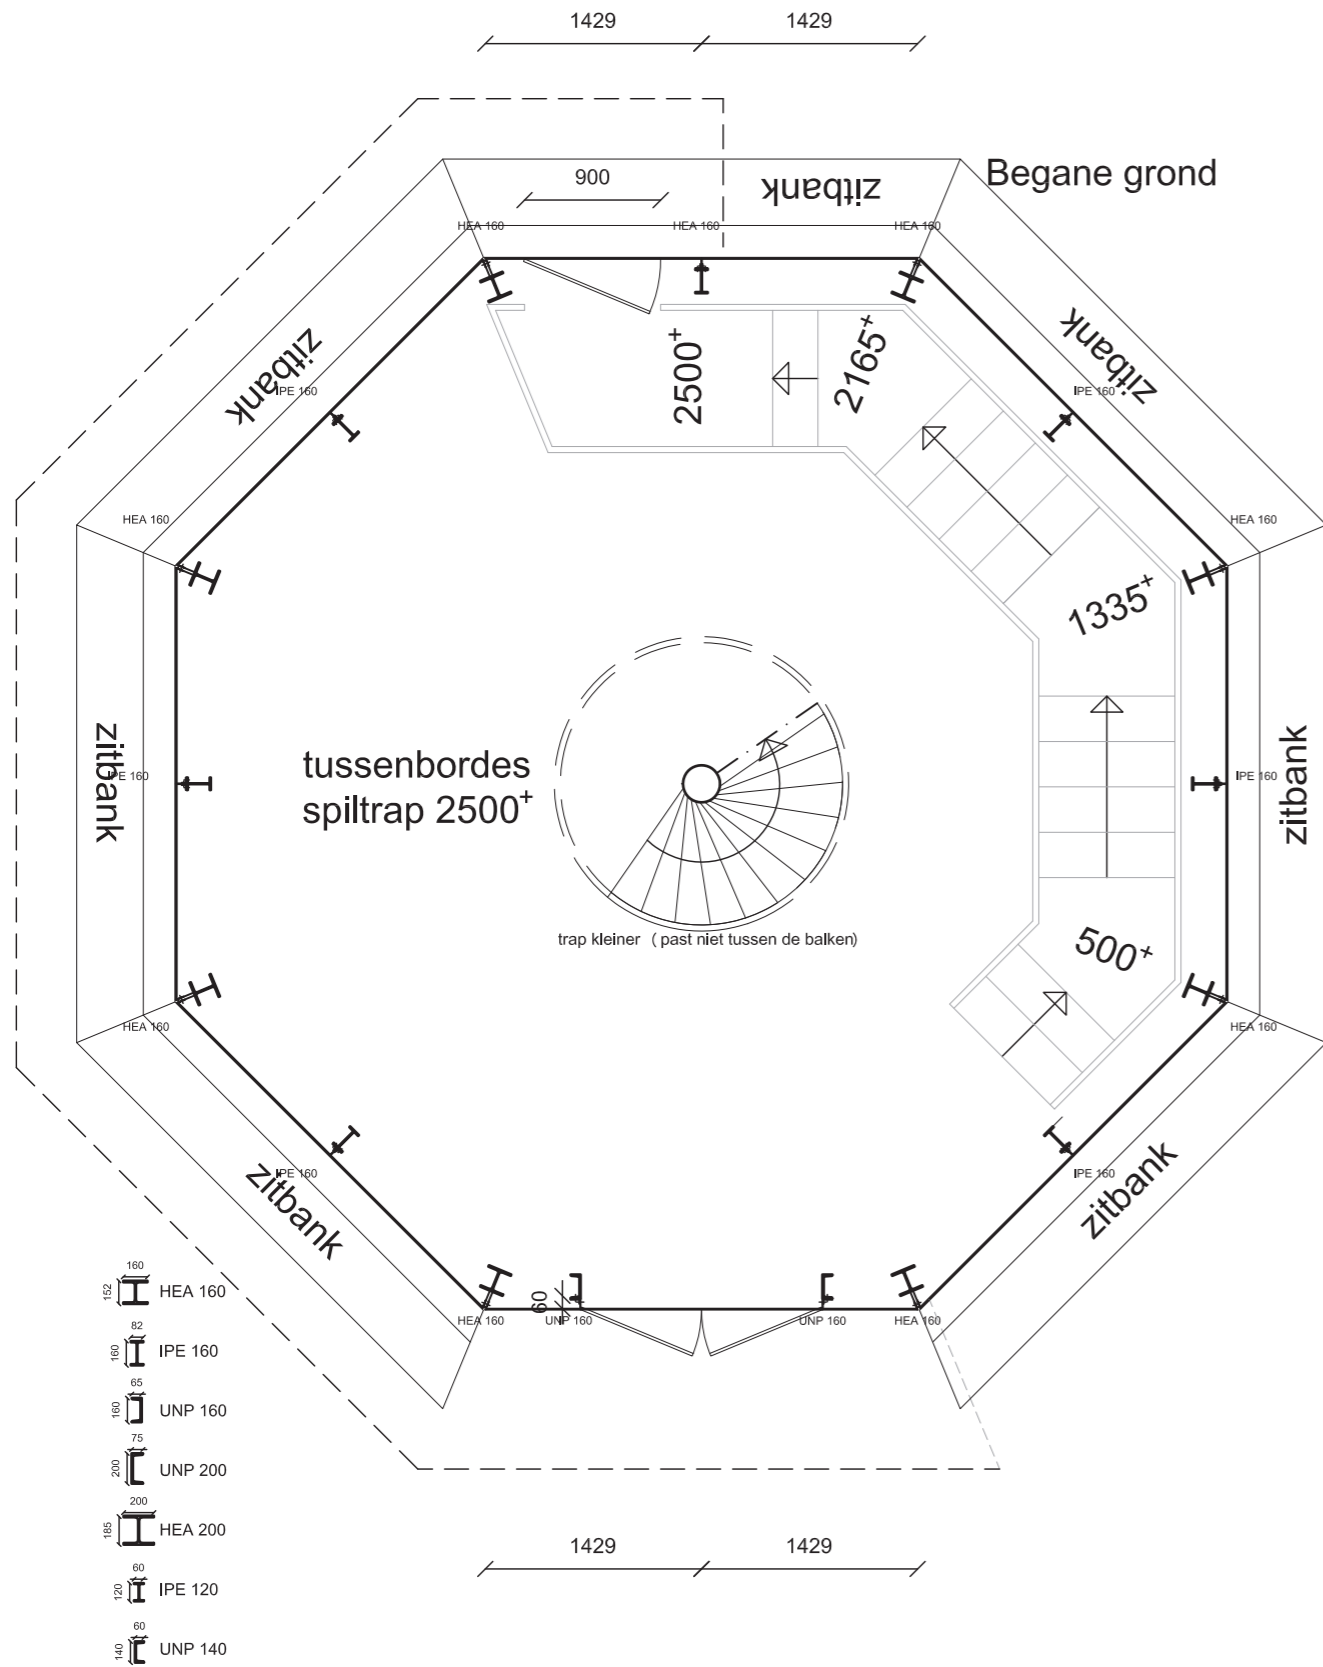 1429 1429
Begane grond
900
zitbank
HEA 160 HEA 160 HEA 160
zitbank
zitbank
2500+
2165+
IPE 160
IPE 160
HEA 160
HEA 160
1335+
zitbank
IPE 160
tussenbordes
spiltrap 2500+
IPE 160
zitbank
trap kleiner ( past niet tussen de balken)
500+
HEA 160
HEA 160
IPE 160
zitbank
IPE 160
zitbank
60
HEA 160 UNP 160 UNP 160 HEA 160
160
152 HEA 160
82
160 IPE 160
65
160 UNP 160
75
200 UNP 200
200
185 HEA 200
60
120 IPE 120
60
140 UNP 140
1429 1429